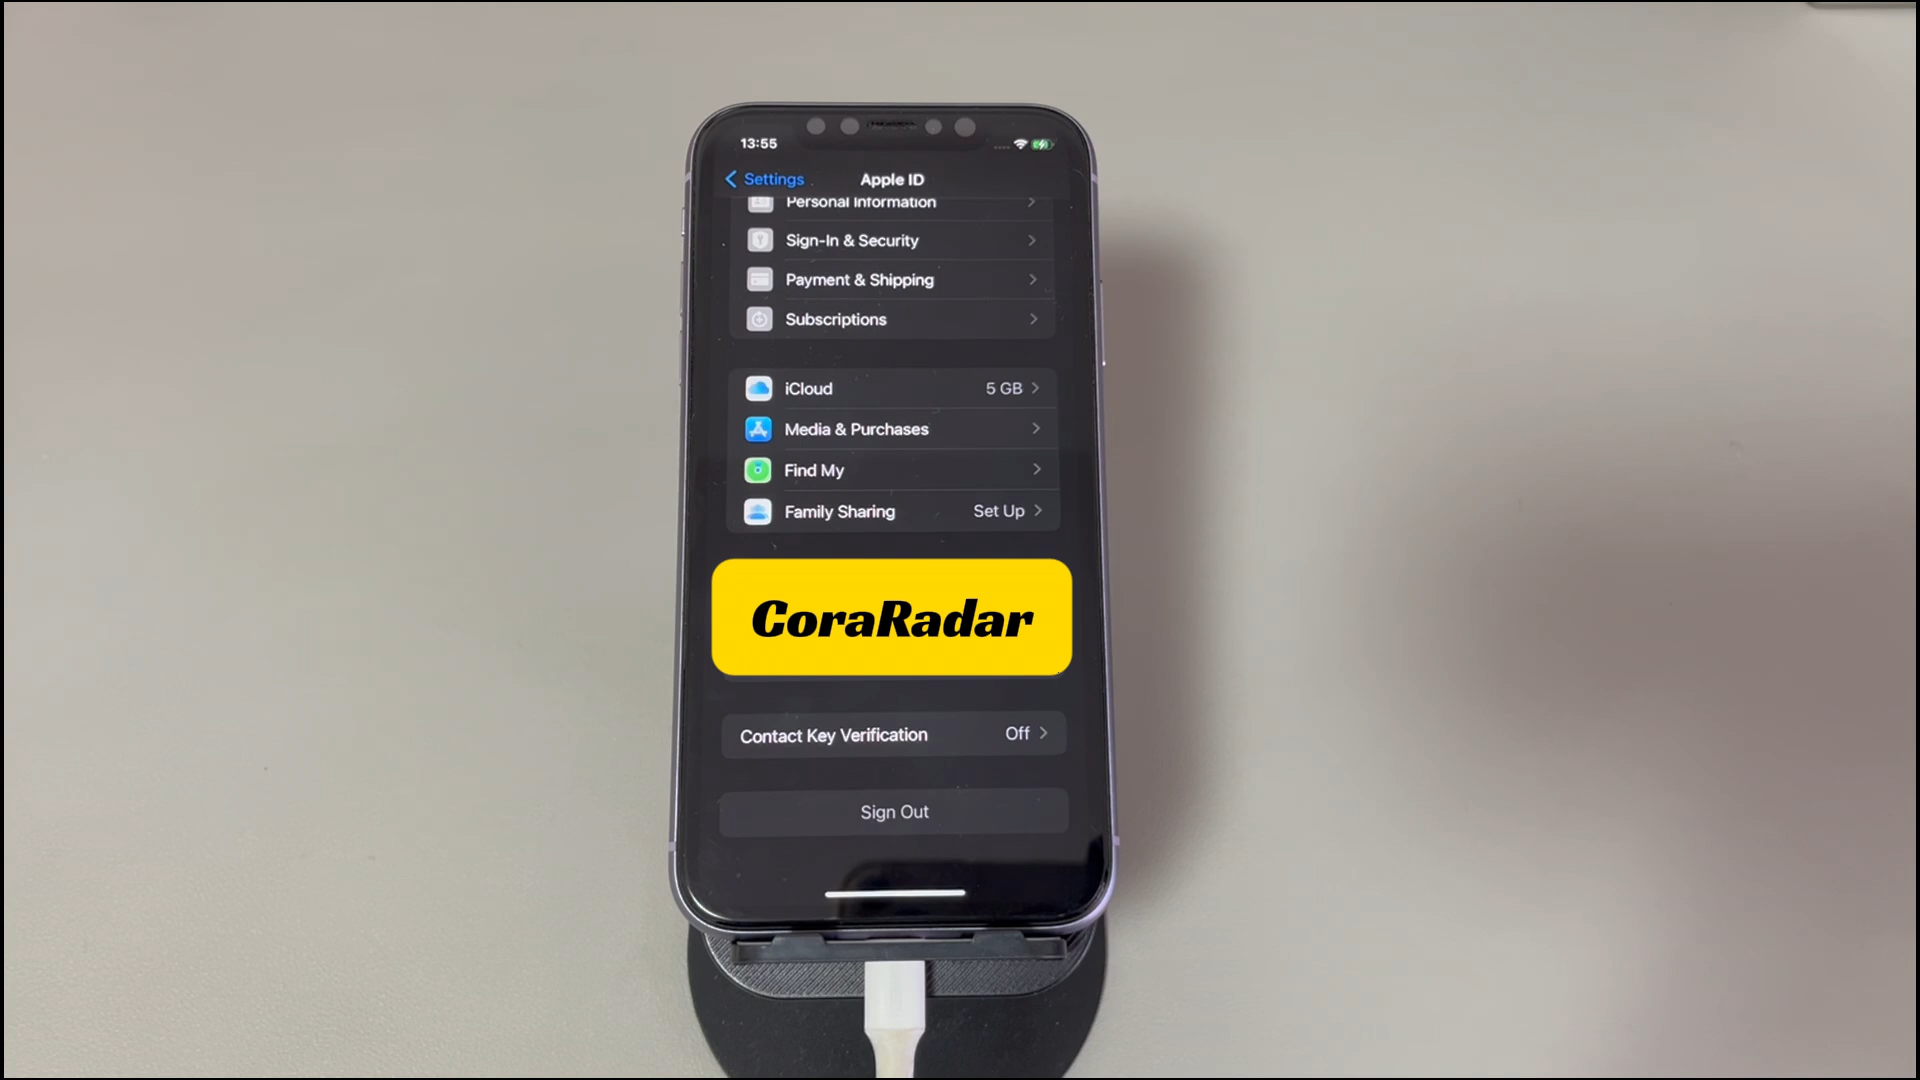 13:55
Settings
Apple ID
Personal Information
Sign-In & Security
Payment & Shipping
Subscriptions
iCloud 5 GB
Media & Purchases
Find My
Family Sharing Set Up
CoraRadar
Contact Key Verification Off
Sign Out